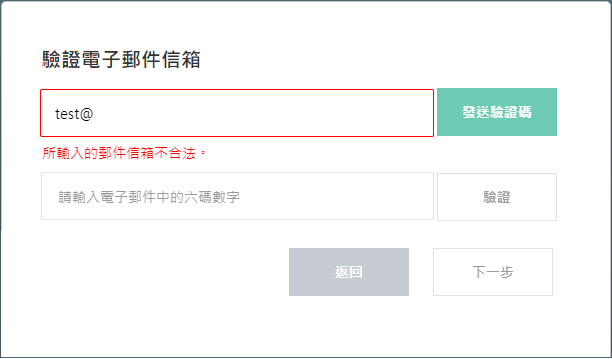 驗證電子郵件信箱
test@
發送驗證碼
所輸入的郵件信箱不合法。
請輸入電子郵件中的六碼數字
驗證
返回
下一步